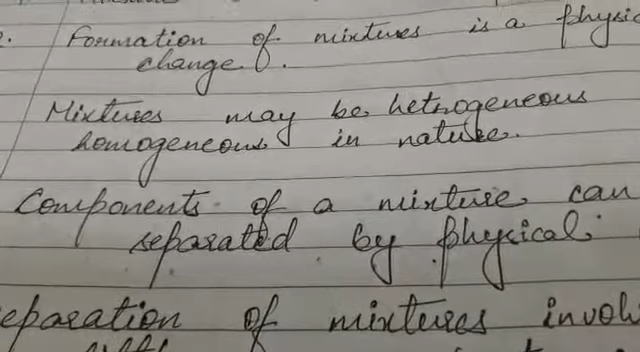 Formation of mixtures is a physic
change.
Mixtures may be hetrogeneous
homogeneous in nature.
Components of a mixture can
separated by physical.
eparation of mixtures involv